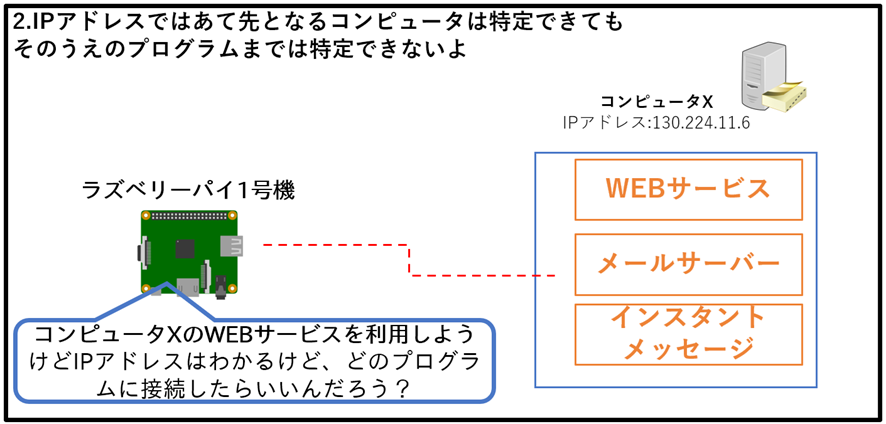 2.IPアドレスではあて先となるコンピュータは特定できても
そのうえのプログラムまでは特定できないよ
コンピュータX
IPアドレス:130.224.11.6
WEBサービス
ラズベリーパイ1号機
メールサーバー
インスタント
メッセージ
コンピュータXのWEBサービスを利用しよう
けどIPアドレスはわかるけど、どのプログラ
ムに接続したらいいんだろう？